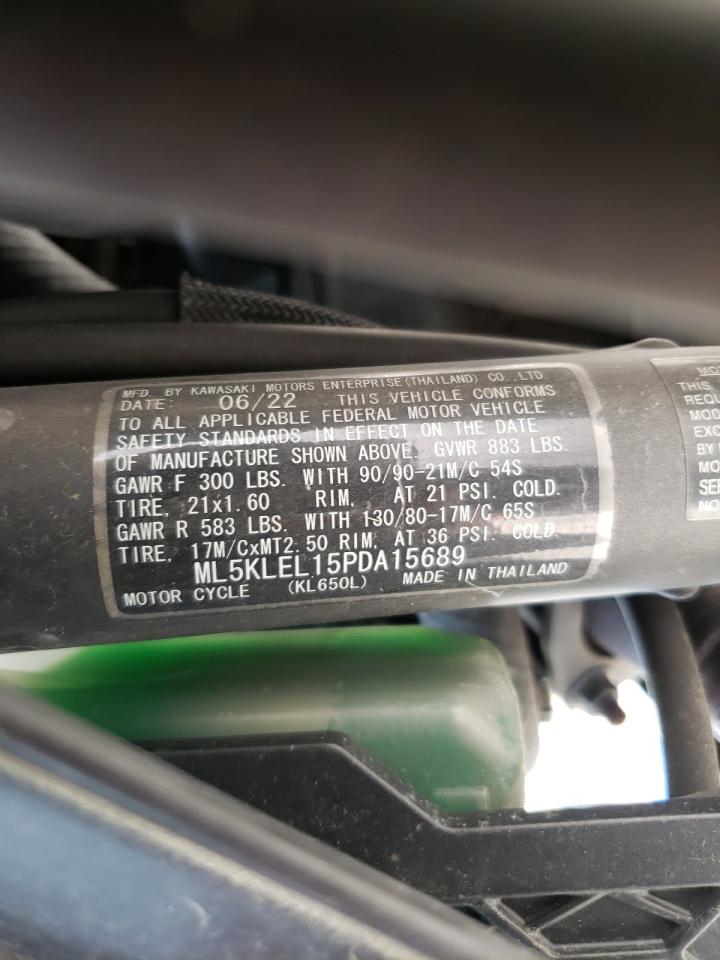 MFD. BY KAWASAKI MOTORS ENTERPRISE(THAILAND) CO.,LTD.
DATE: 06/22 THIS VEHICLE CONFORMS
TO ALL APPLICABLE FEDERAL MOTOR VEHICLE
SAFETY STANDARDS IN EFFECT ON THE DATE
OF MANUFACTURE SHOWN ABOVE. GVWR 883 LBS.
GAWR F 300 LBS. WITH 90/90-21M/C 54S
TIRE, 21x1.60 RIM, AT 21 PSI. COLD.
GAWR R 583 LBS. WITH 130/80-17M/C 65S
TIRE, 17M/CxMT2.50 RIM, AT 36 PSI. COLD.
ML5KLEL15PDA15689
MOTOR CYCLE (KL650L) MADE IN THAILAND
THIS
BY